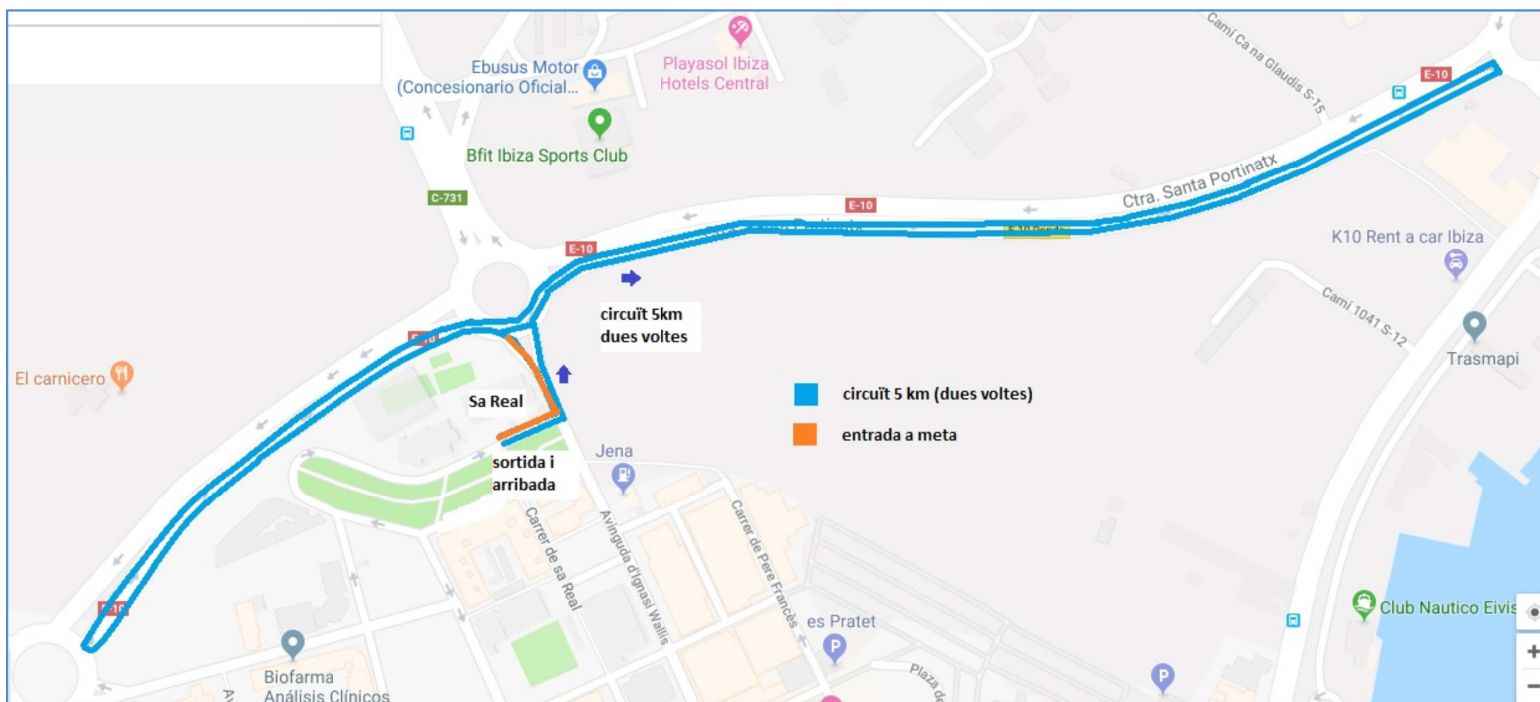 Camí Ca na Glaudis S-15
Playasol Ibiza
Hotels Central
Ebusus Motor
(Concesionario Oficial...
E-10
Bfit Ibiza Sports Club
C-731
Ctra. Santa Portinatx
E-10
E-10
K10 Rent a car Ibiza
circuït 5km
dues voltes
Camí 1041 S-12
Trasmapi
El carnicero
Sa Real
circuït 5 km (dues voltes)
entrada a meta
Jena
sortida i
arribada
Carrer de sa Real
Avinguda d'Ignasi Wallis
Carrer de Pere Francès
E-10
Club Nautico Eivis
es Pratet
P
P
Biofarma
Análisis Clínicos
Plaza de
Av